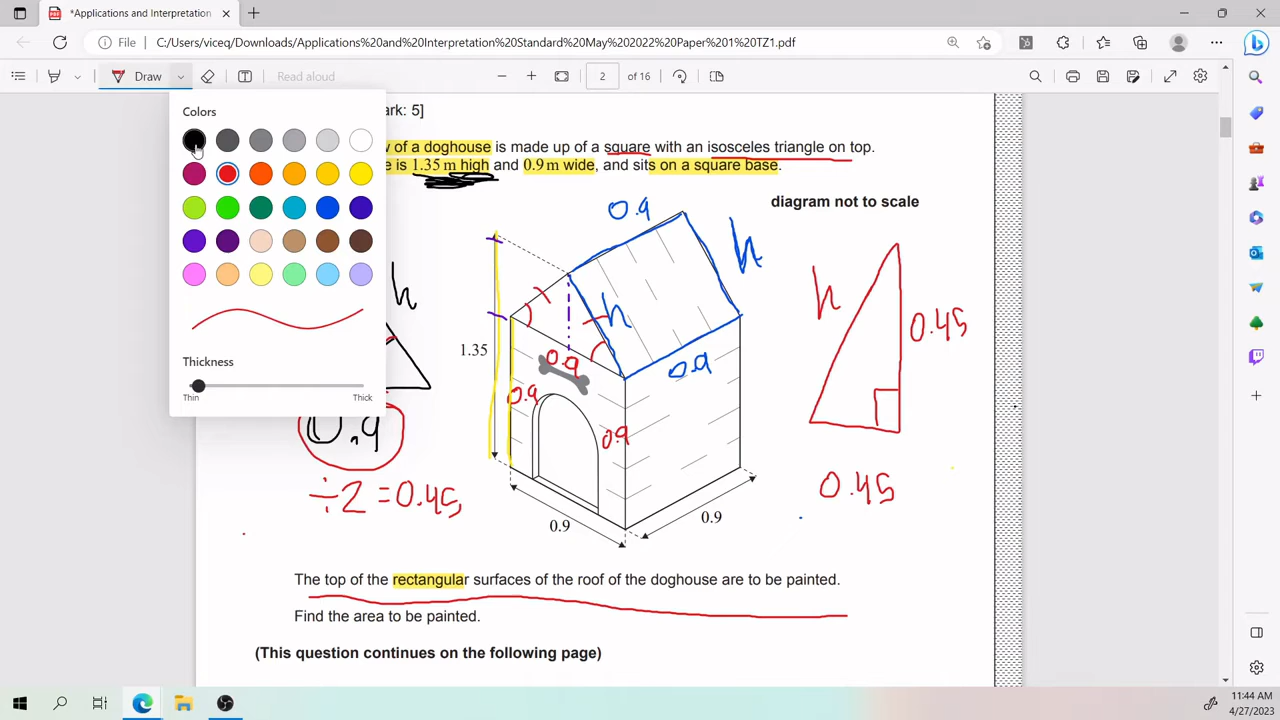 *Applications and Interpretation
File
C:/Users/viceq/Downloads/Applications%20and%20Interpretation%20Standard%20May%202022%20Paper%201%20TZ1.pdf
Draw
Read aloud
2
of 16
Colors
Thickness
Thin
Thick
ark: 5]
of a doghouse is made up of a square with an isosceles triangle on top.
e is 1.35 m high and 0.9 m wide, and sits on a square base.
diagram not to scale
0.9
h
h
h
h
0.45
1.35
0.9
0.9
0.9
0.9
0.9
÷2 = 0.45
0.45
0.9
0.9
The top of the rectangular surfaces of the roof of the doghouse are to be painted.
Find the area to be painted.
(This question continues on the following page)
11:44 AM
4/27/2023